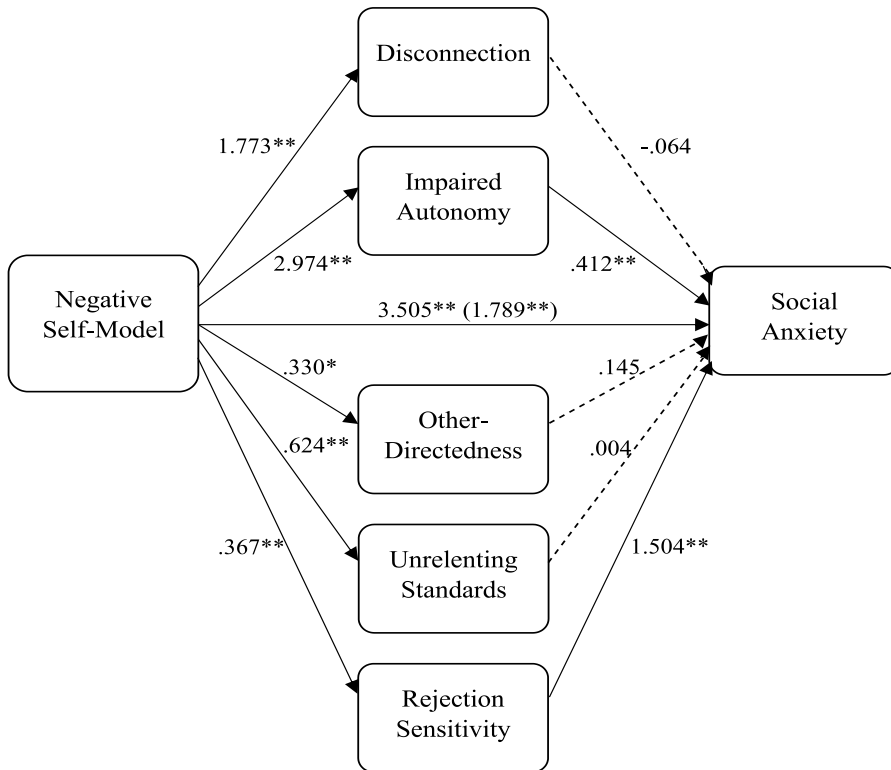 Disconnection
1.773**
-.064
Impaired
Autonomy
2.974**
.412**
Negative
Self-Model
3.505** (1.789**)
Social
Anxiety
.330*
.145
Other-
Directedness
.624**
.004
Unrelenting
Standards
.367**
1.504**
Rejection
Sensitivity